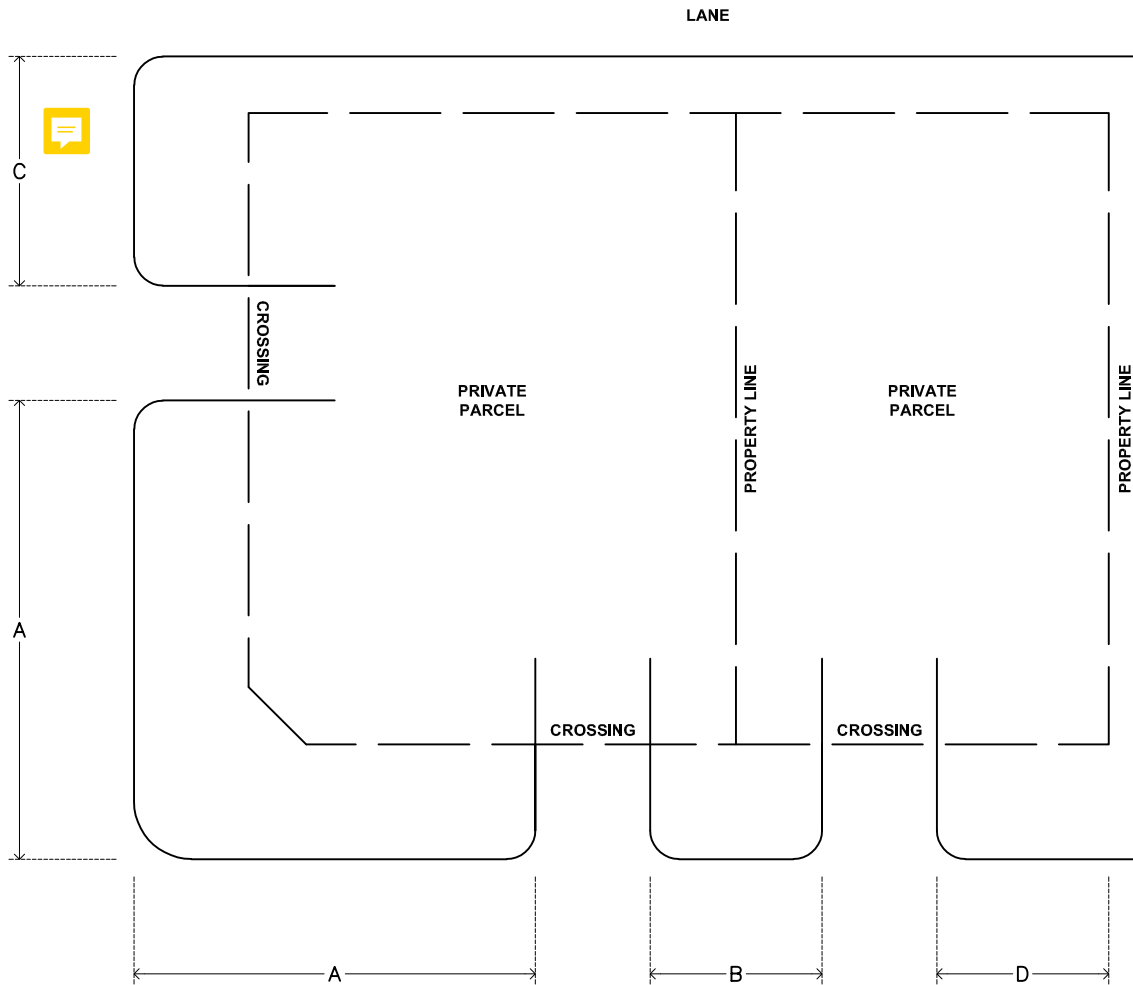 LANE
C
CROSSING
PRIVATE
PARCEL
PROPERTY LINE
PRIVATE
PARCEL
PROPERTY LINE
A
CROSSING
CROSSING
A
B
D